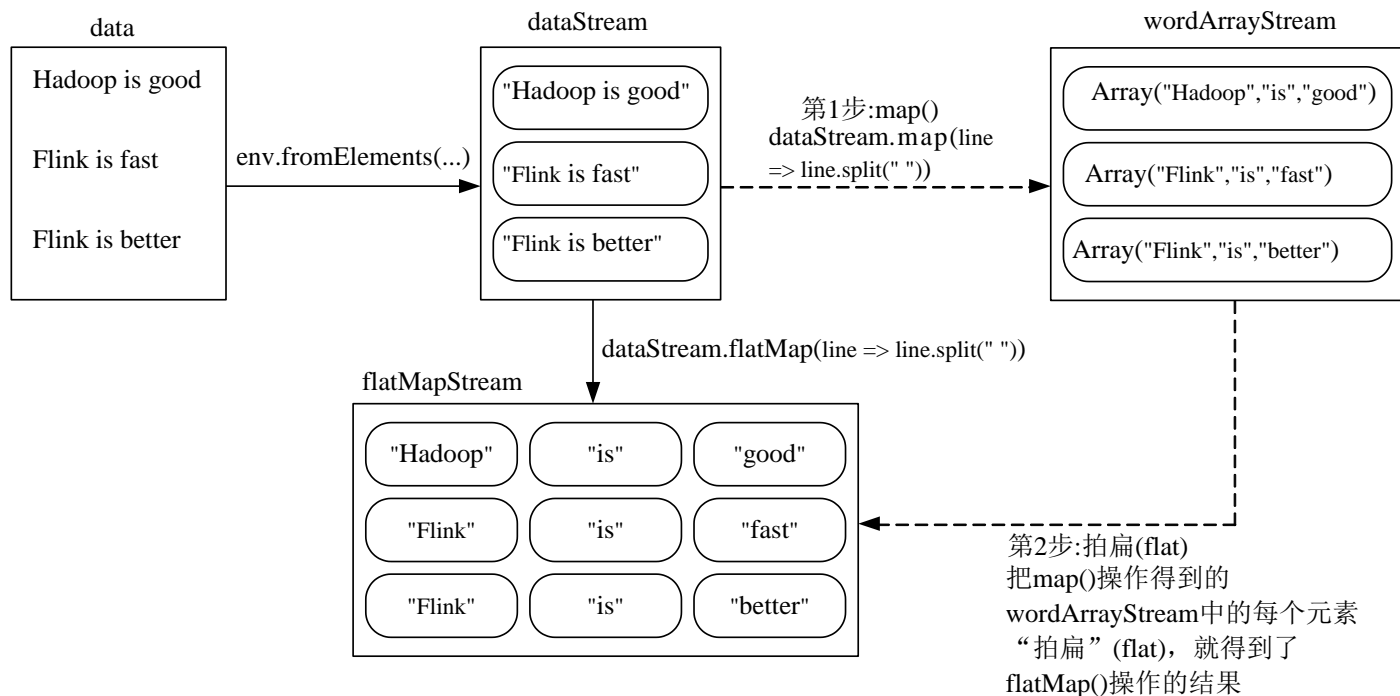 data
Hadoop is good
Flink is fast
Flink is better
env.fromElements(...)
dataStream
"Hadoop is good"
"Flink is fast"
"Flink is better"
第1步:map()
dataStream.map(line
=> line.split(" "))
wordArrayStream
Array("Hadoop","is","good")
Array("Flink","is","fast")
Array("Flink","is","better")
dataStream.flatMap(line => line.split(" "))
flatMapStream
"Hadoop" "is" "good"
"Flink" "is" "fast"
"Flink" "is" "better"
第2步:拍扁(flat)
把map()操作得到的
wordArrayStream中的每个元素
“拍扁”(flat)，就得到了
flatMap()操作的结果